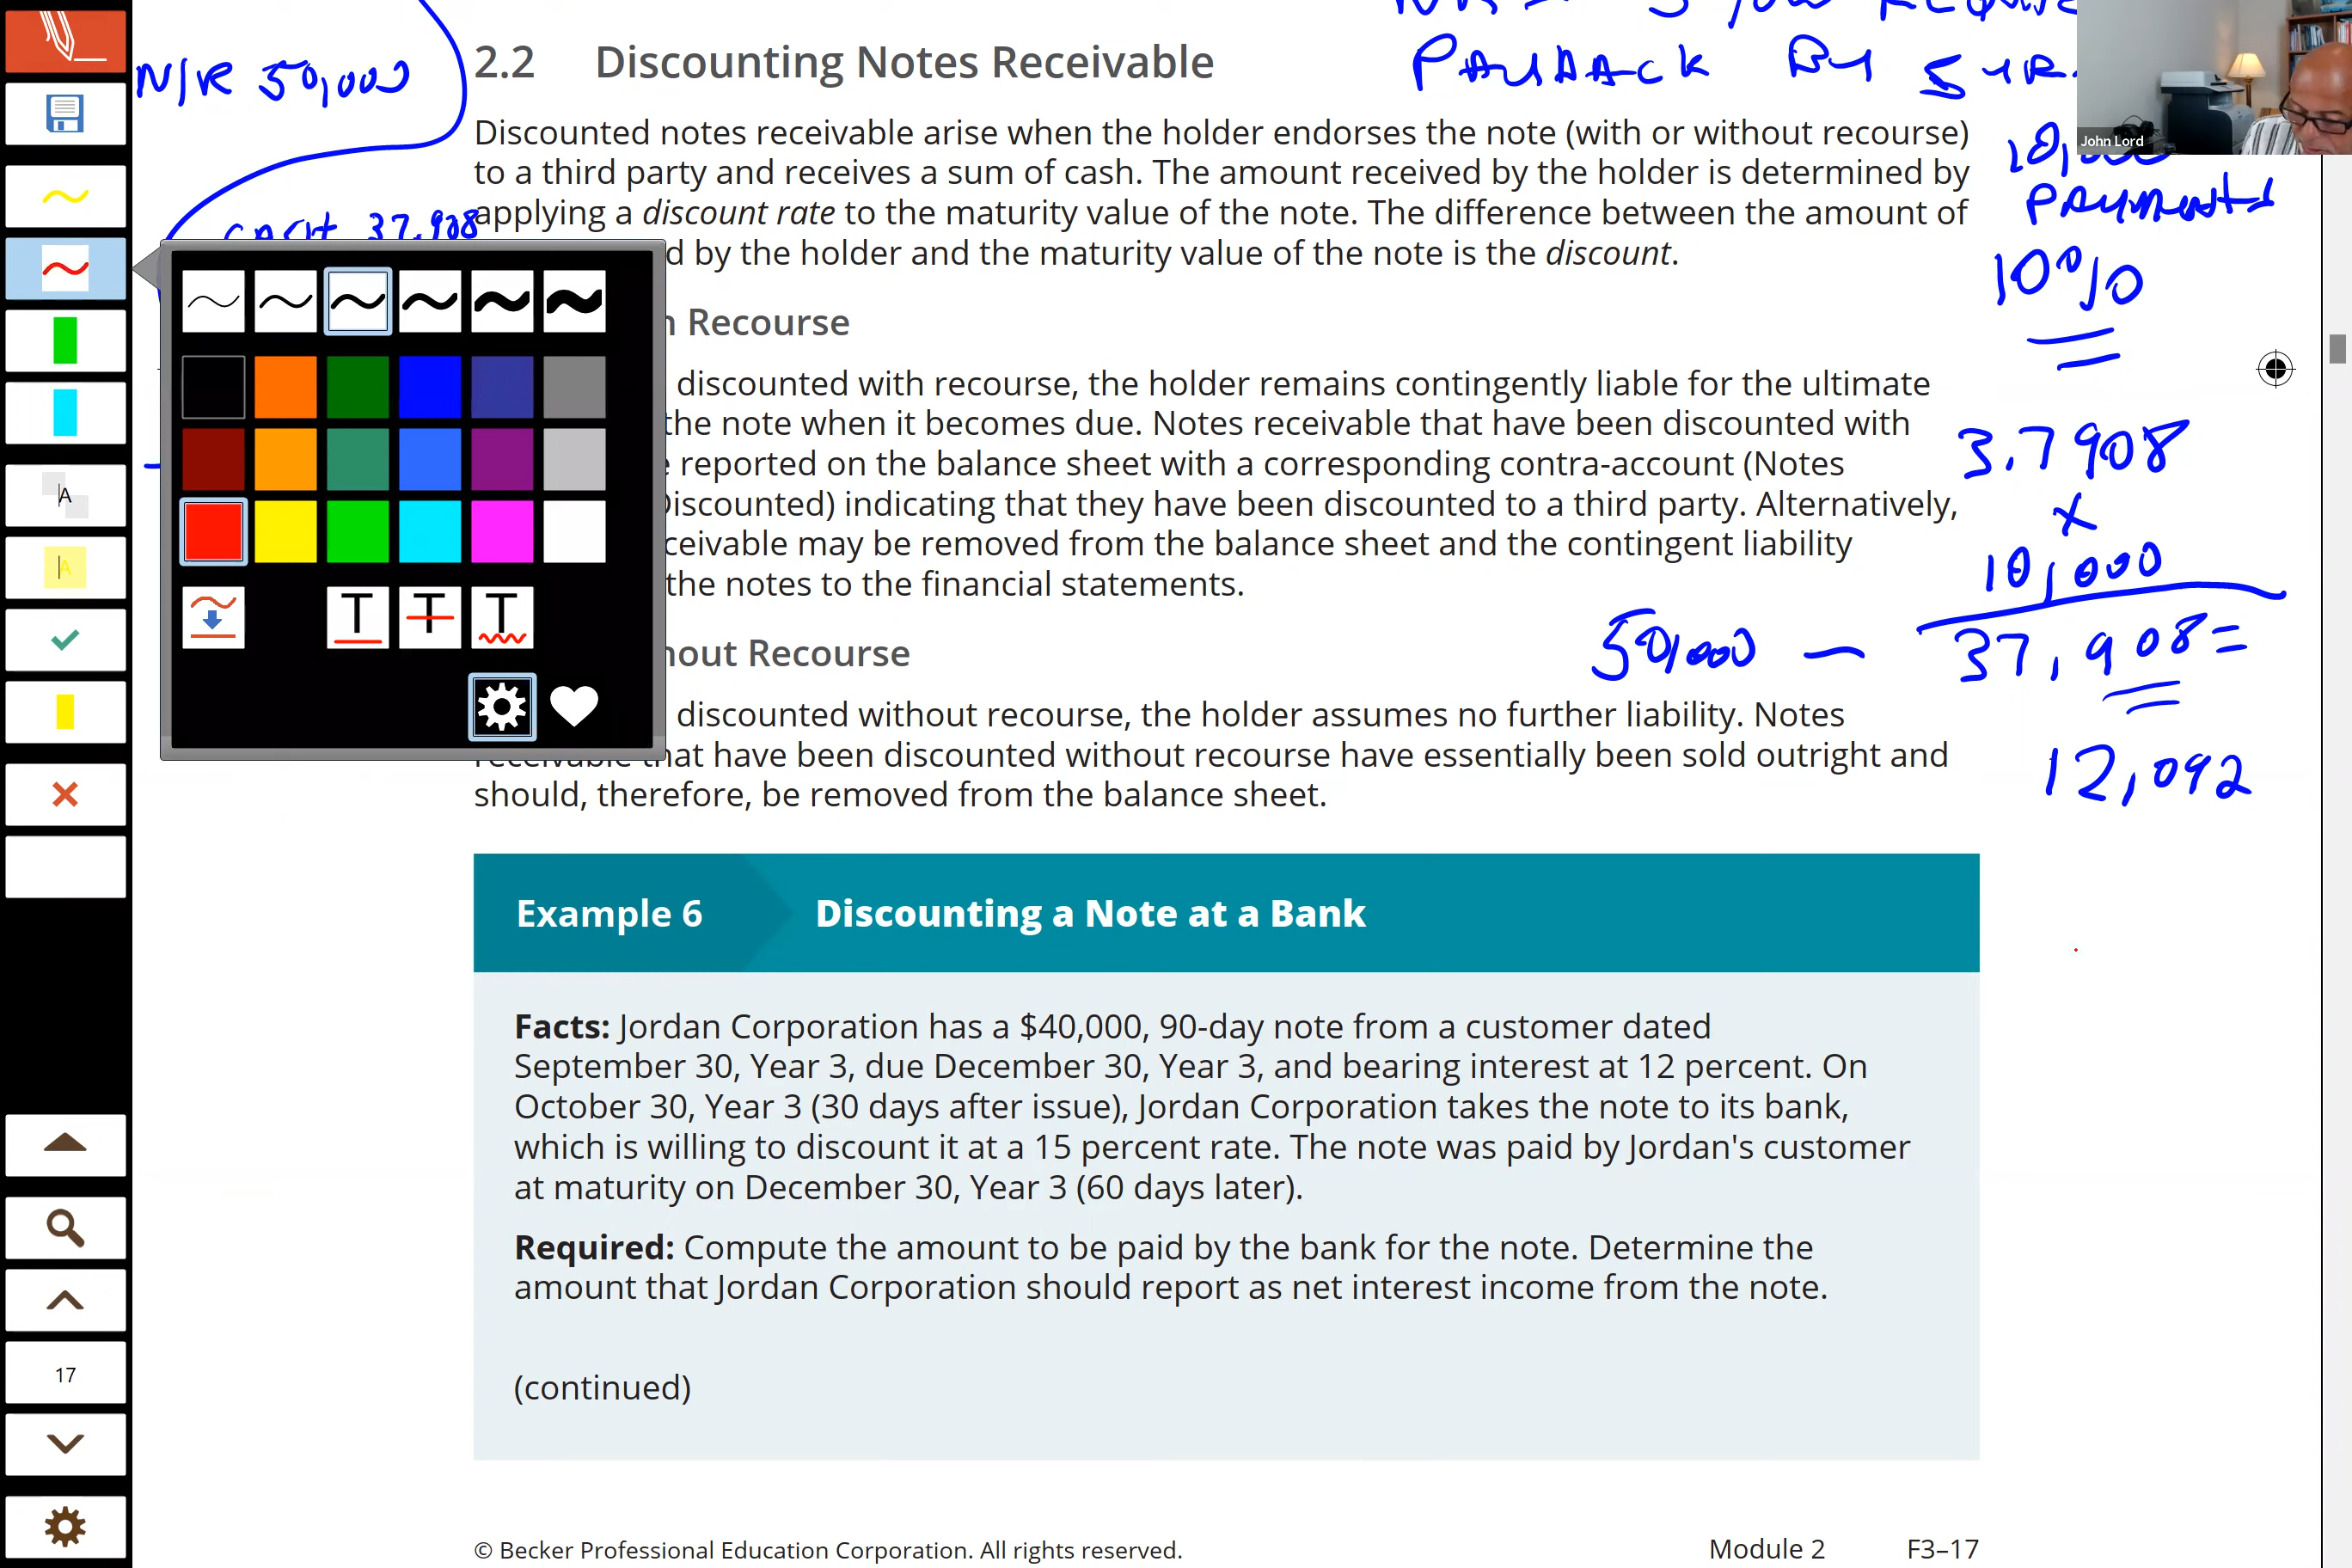 N/R 50,000
CASH 37,908
PAYBACK BY 5 YR.
John Lord
PAYMENTS
10%
3.7908
X
10,000
50,000 — 37,908 =
12,092
2.2 Discounting Notes Receivable
Discounted notes receivable arise when the holder endorses the note (with or without recourse)
to a third party and receives a sum of cash. The amount received by the holder is determined by
applying a discount rate to the maturity value of the note. The difference between the amount of
d by the holder and the maturity value of the note is the discount.
Recourse
discounted with recourse, the holder remains contingently liable for the ultimate
the note when it becomes due. Notes receivable that have been discounted with
reported on the balance sheet with a corresponding contra-account (Notes
Discounted) indicating that they have been discounted to a third party. Alternatively,
ceivable may be removed from the balance sheet and the contingent liability
the notes to the financial statements.
hout Recourse
discounted without recourse, the holder assumes no further liability. Notes
receivable that have been discounted without recourse have essentially been sold outright and
should, therefore, be removed from the balance sheet.
Example 6 Discounting a Note at a Bank
Facts: Jordan Corporation has a $40,000, 90-day note from a customer dated
September 30, Year 3, due December 30, Year 3, and bearing interest at 12 percent. On
October 30, Year 3 (30 days after issue), Jordan Corporation takes the note to its bank,
which is willing to discount it at a 15 percent rate. The note was paid by Jordan's customer
at maturity on December 30, Year 3 (60 days later).
Required: Compute the amount to be paid by the bank for the note. Determine the
amount that Jordan Corporation should report as net interest income from the note.
(continued)
© Becker Professional Education Corporation. All rights reserved.
Module 2 F3–17
A
A
T T T
17